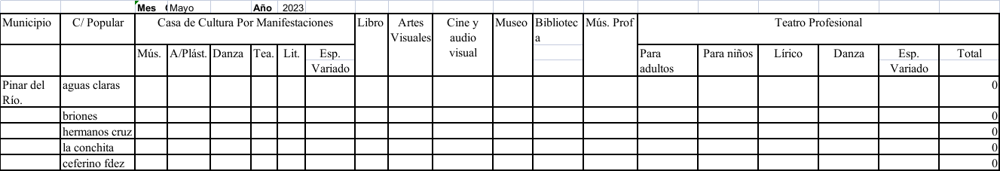 Mes ( Mayo Año 2023
Municipio C/ Popular Casa de Cultura Por Manifestaciones Libro Artes Visuales Cine y audio visual Museo Bibliotec a Mús. Prof Teatro Profesional
Mús. A/Plást. Danza Tea. Lit. Esp. Variado Para adultos Para niños Lírico Danza Esp. Variado Total
Pinar del Río. aguas claras 0
briones 0
hermanos cruz 0
la conchita 0
ceferino fdez 0